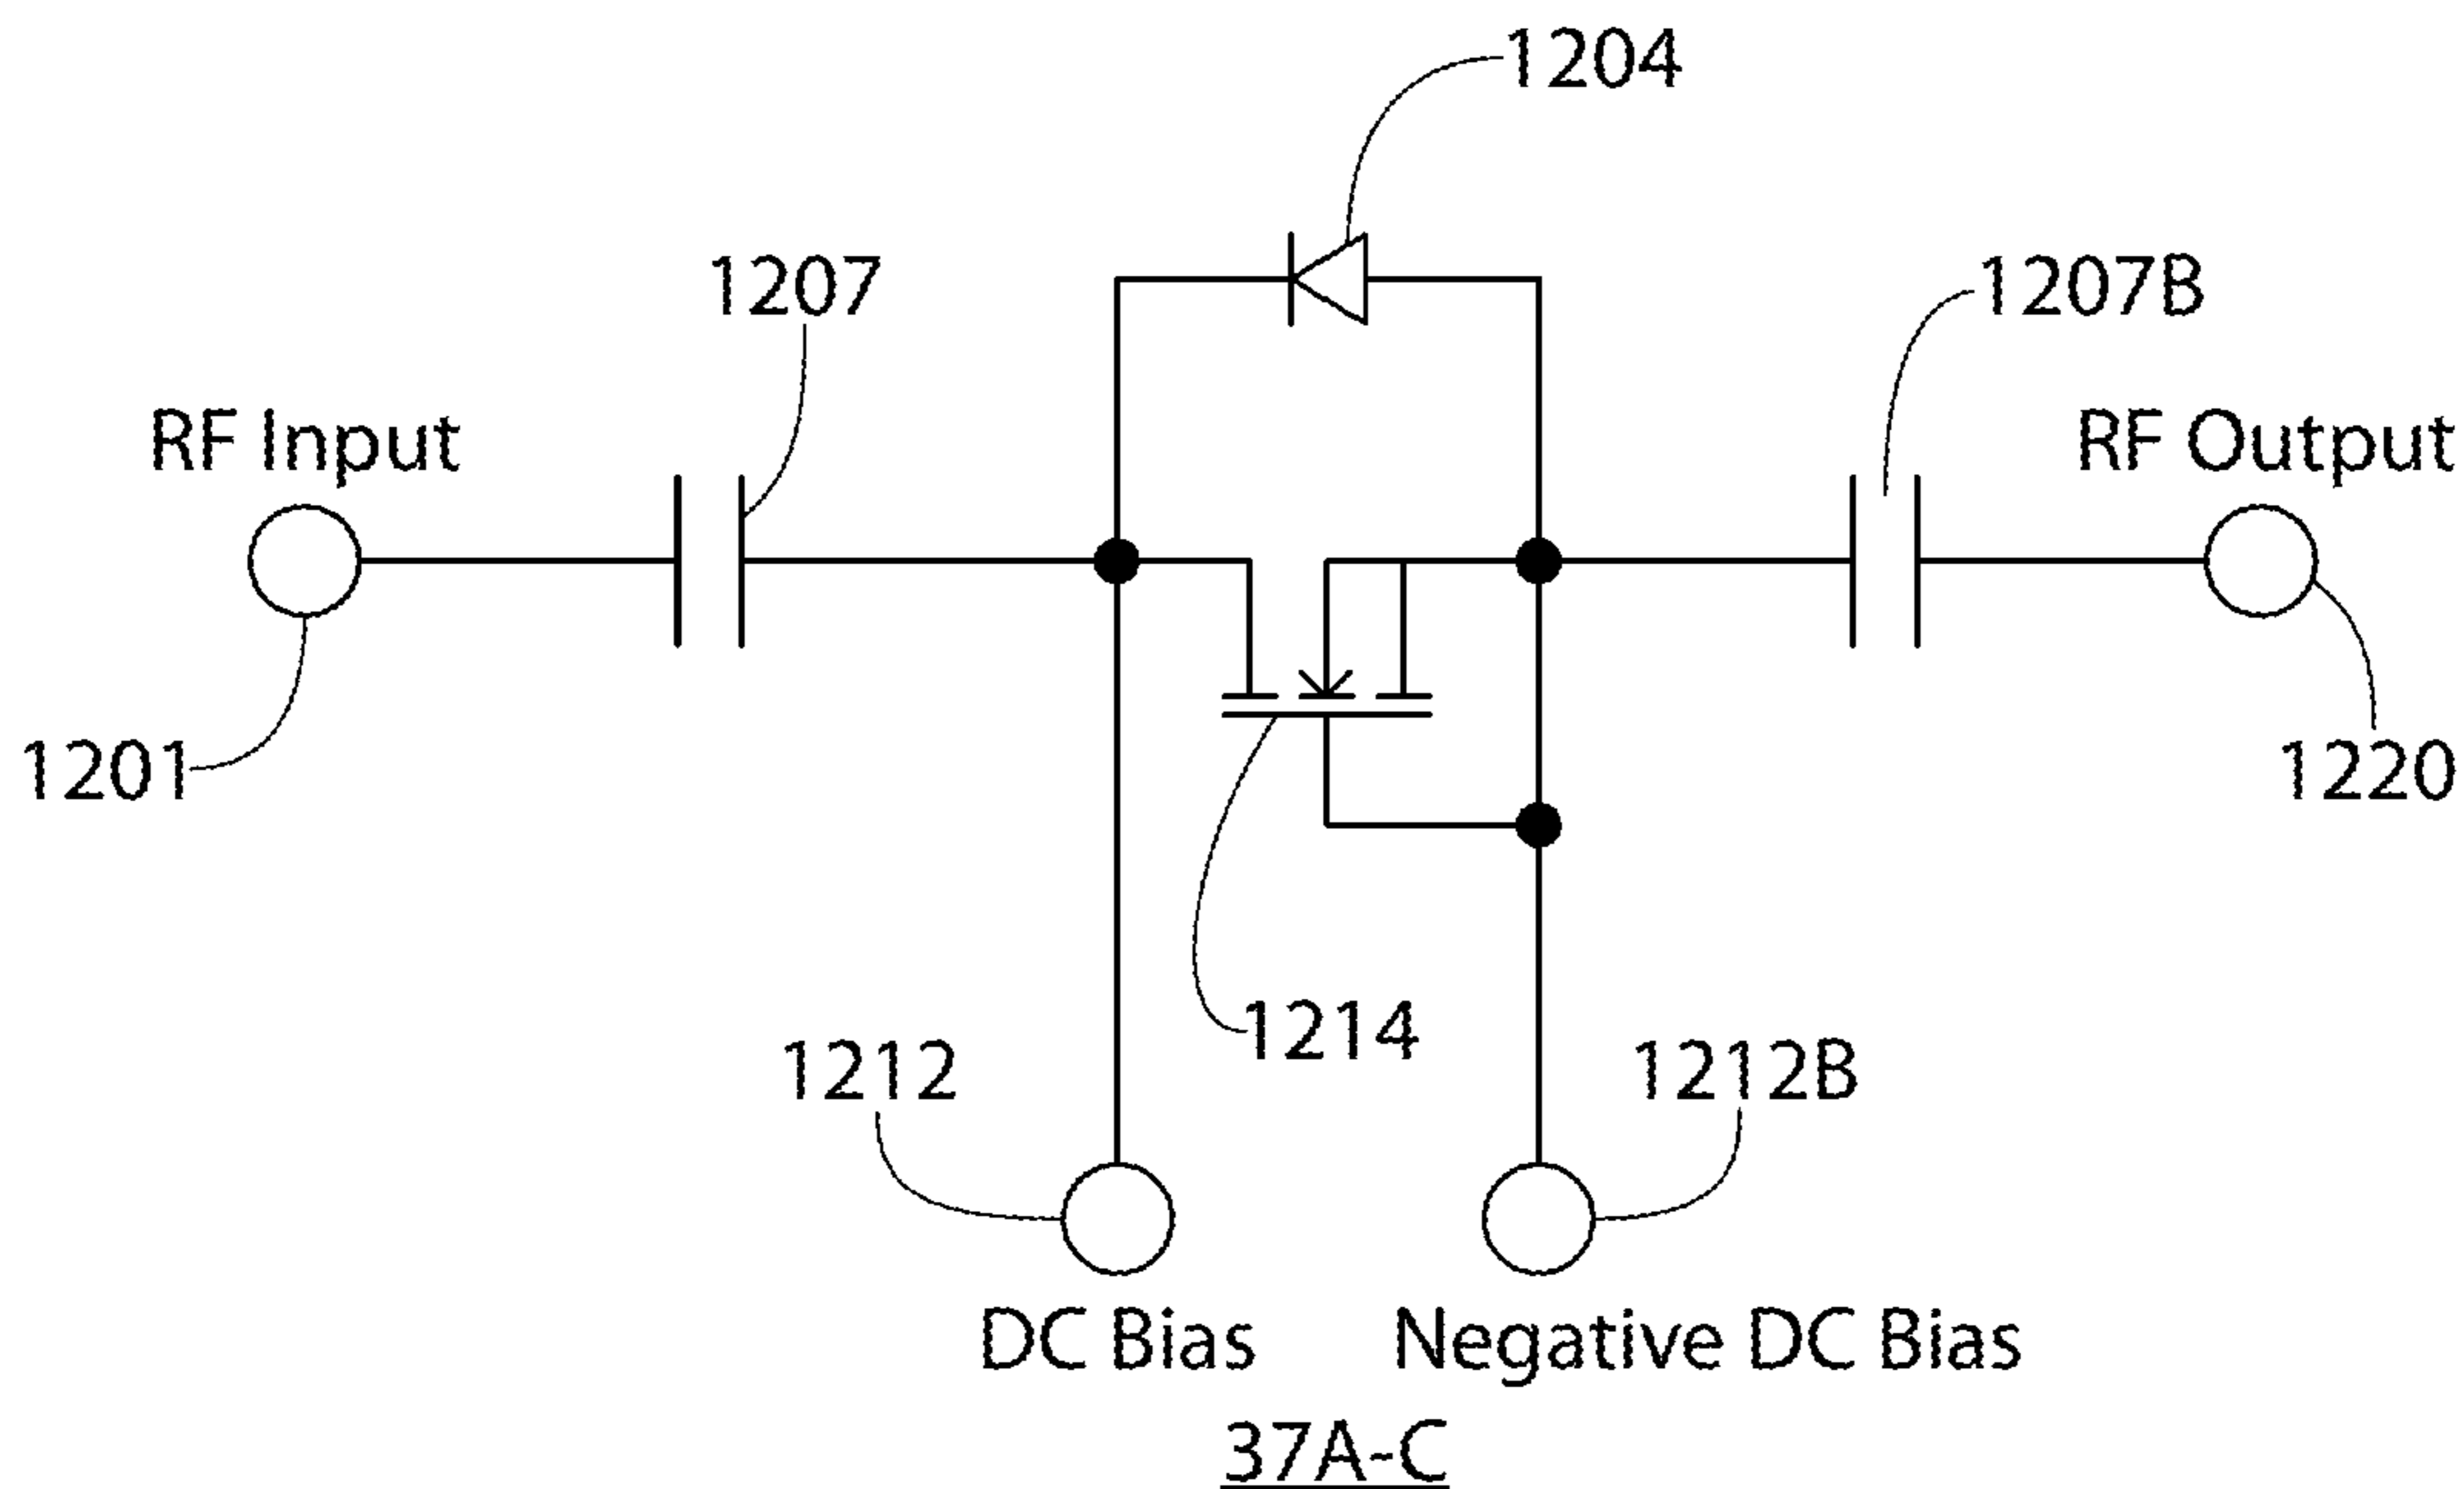 1204
1207
1207B
RF Input
RF Output
1201
1220
1214
1212
1212B
DC Bias
Negative DC Bias
37A-C